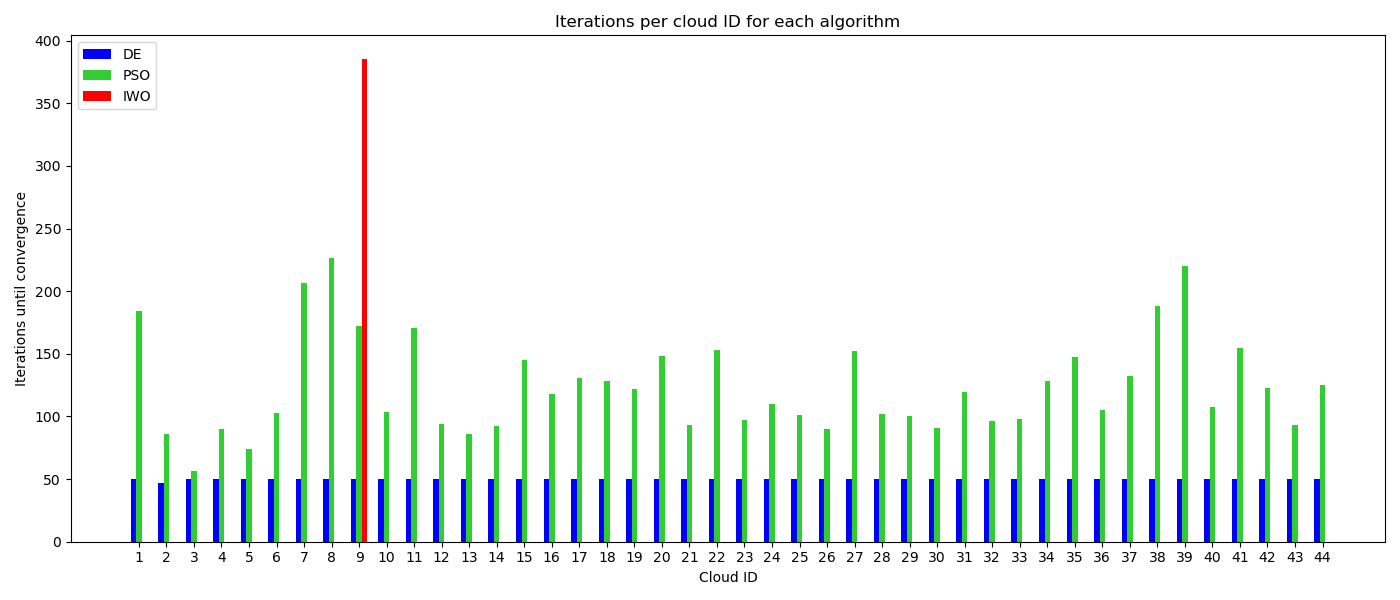 Iterations per cloud ID for each algorithm
400
350
300
250
200
150
100
50
0
Iterations until convergence
DE
PSO
IWO
1 2 3 4 5 6 7 8 9 10 11 12 13 14 15 16 17 18 19 20 21 22 23 24 25 26 27 28 29 30 31 32 33 34 35 36 37 38 39 40 41 42 43 44
Cloud ID